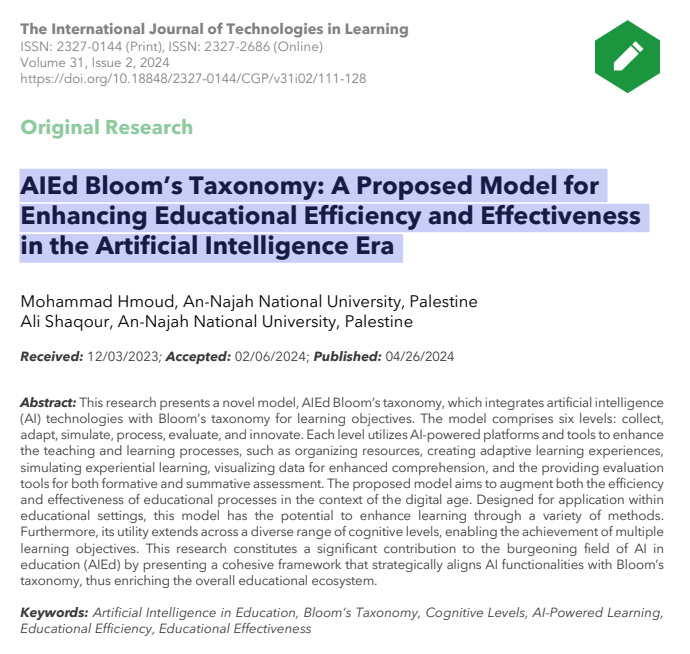 The International Journal of Technologies in Learning
ISSN: 2327-0144 (Print), ISSN: 2327-2686 (Online)
Volume 31, Issue 2, 2024
https://doi.org/10.18848/2327-0144/CGP/v31i02/111-128
Original Research
AIEd Bloom’s Taxonomy: A Proposed Model for
Enhancing Educational Efficiency and Effectiveness
in the Artificial Intelligence Era
Mohammad Hmoud, An-Najah National University, Palestine
Ali Shaqour, An-Najah National University, Palestine
Received: 12/03/2023; Accepted: 02/06/2024; Published: 04/26/2024
Abstract: This research presents a novel model, AIEd Bloom’s taxonomy, which integrates artificial intelligence
(AI) technologies with Bloom’s taxonomy for learning objectives. The model comprises six levels: collect,
adapt, simulate, process, evaluate, and innovate. Each level utilizes AI-powered platforms and tools to enhance
the teaching and learning processes, such as organizing resources, creating adaptive learning experiences,
simulating experiential learning, visualizing data for enhanced comprehension, and the providing evaluation
tools for both formative and summative assessment. The proposed model aims to augment both the efficiency
and effectiveness of educational processes in the context of the digital age. Designed for application within
educational settings, this model has the potential to enhance learning through a variety of methods.
Furthermore, its utility extends across a diverse range of cognitive levels, enabling the achievement of multiple
learning objectives. This research constitutes a significant contribution to the burgeoning field of AI in
education (AIEd) by presenting a cohesive framework that strategically aligns AI functionalities with Bloom’s
taxonomy, thus enriching the overall educational ecosystem.
Keywords: Artificial Intelligence in Education, Bloom’s Taxonomy, Cognitive Levels, AI-Powered Learning,
Educational Efficiency, Educational Effectiveness